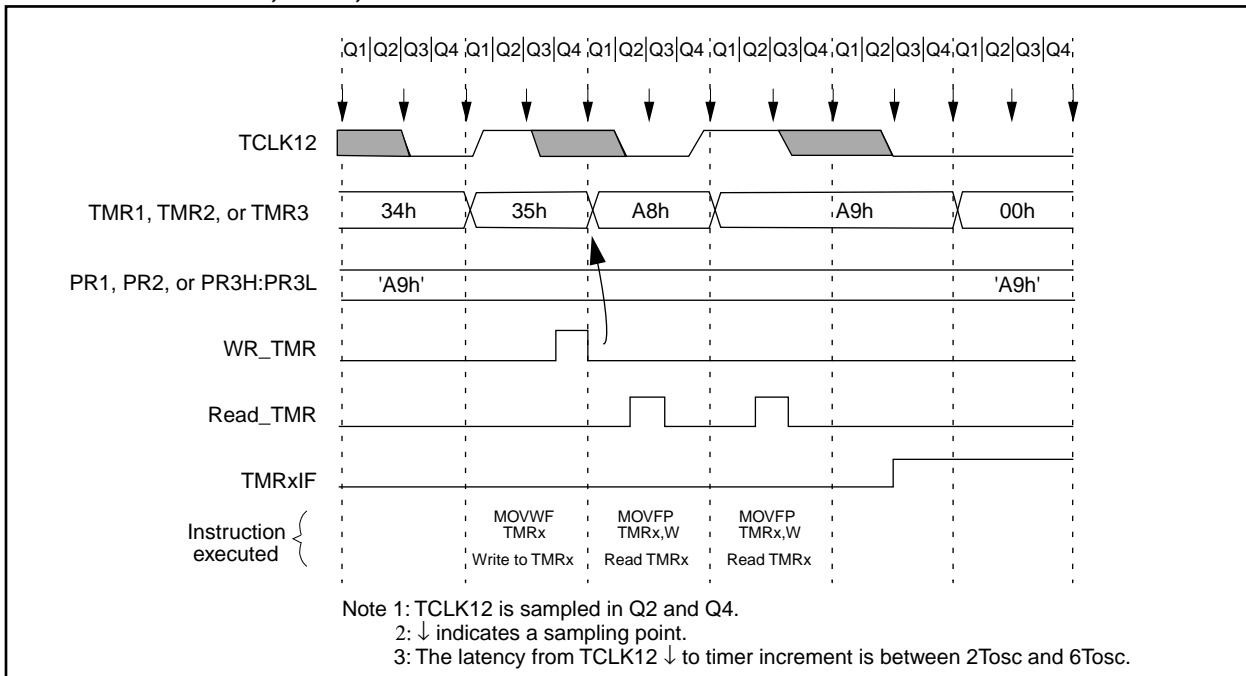 Q1|Q2|Q3|Q4 Q1|Q2|Q3|Q4 Q1|Q2|Q3|Q4 Q1|Q2|Q3|Q4 Q1|Q2|Q3|Q4 Q1|Q2|Q3|Q4
TCLK12
TMR1, TMR2, or TMR3 34h 35h A8h A9h 00h
PR1, PR2, or PR3H:PR3L 'A9h' 'A9h'
WR_TMR
Read_TMR
TMRxIF
Instruction executed
MOVWF MOVFP MOVFP
TMRx TMRx,W TMRx,W
Write to TMRx Read TMRx Read TMRx
Note 1: TCLK12 is sampled in Q2 and Q4.
2: ↓ indicates a sampling point.
3: The latency from TCLK12 ↓ to timer increment is between 2Tosc and 6Tosc.